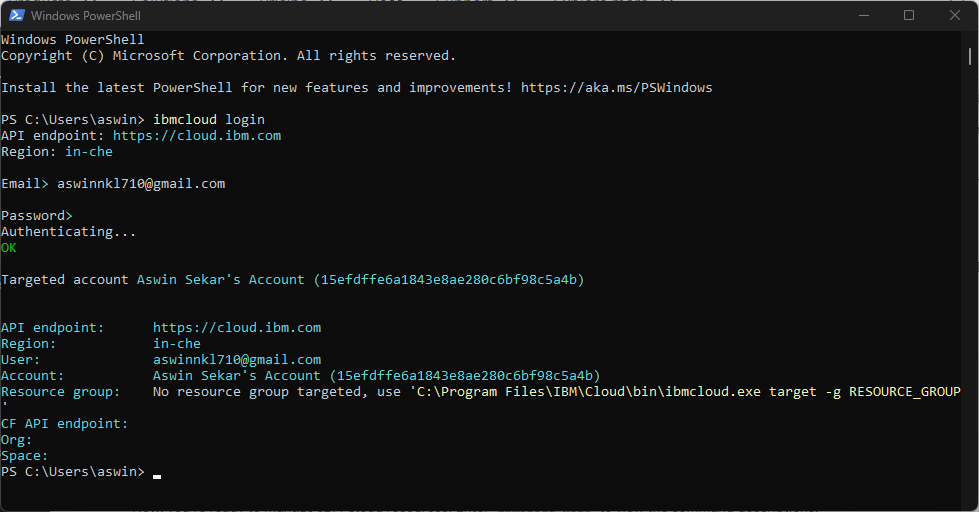 Windows PowerShell
Windows PowerShell
Copyright (C) Microsoft Corporation. All rights reserved.
Install the latest PowerShell for new features and improvements! https://aka.ms/PSWindows
PS C:\Users\aswin> ibmcloud login
API endpoint: https://cloud.ibm.com
Region: in-che
Email> aswinnkl710@gmail.com
Password>
Authenticating...
OK
Targeted account Aswin Sekar's Account (15efdffe6a1843e8ae280c6bf98c5a4b)
API endpoint:      https://cloud.ibm.com
Region:            in-che
User:              aswinnkl710@gmail.com
Account:           Aswin Sekar's Account (15efdffe6a1843e8ae280c6bf98c5a4b)
Resource group:    No resource group targeted, use 'C:\Program Files\IBM\Cloud\bin\ibmcloud.exe target -g RESOURCE_GROUP
'
CF API endpoint:
Org:
Space:
PS C:\Users\aswin>